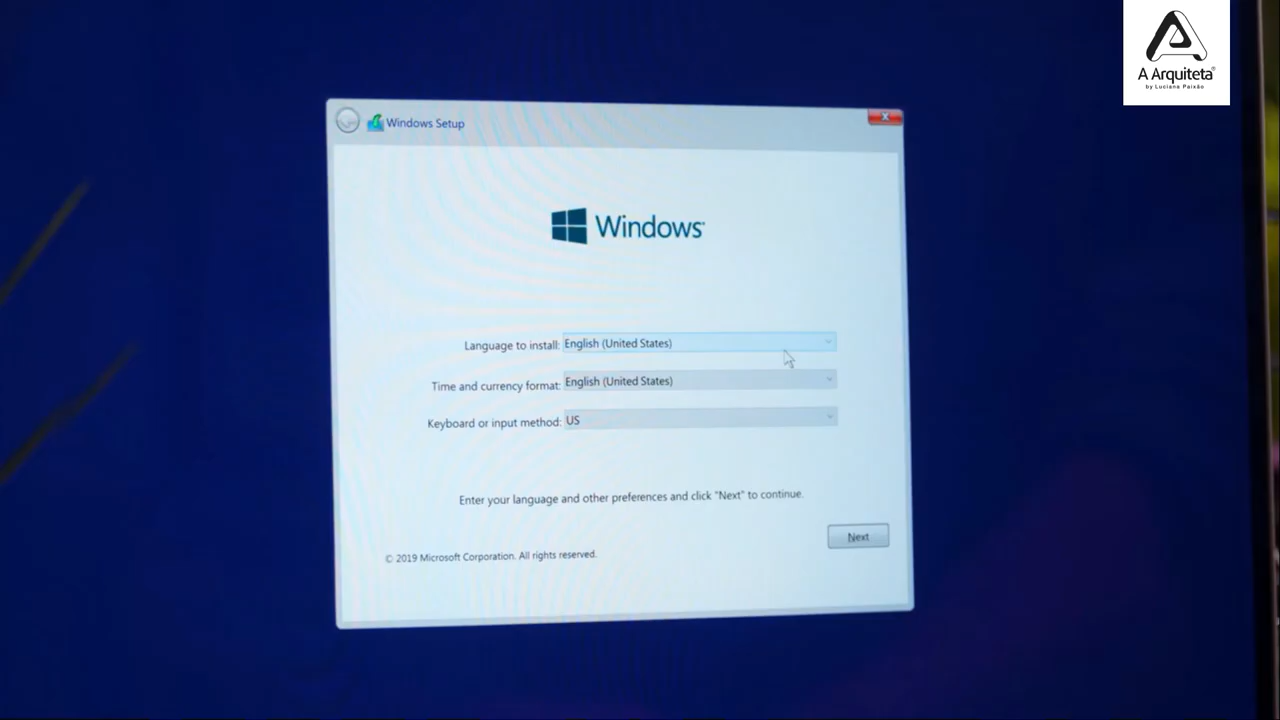 A Arquiteta®
by Luciana Paixão
Windows Setup
Windows
Language to install: English (United States)
Time and currency format: English (United States)
Keyboard or input method: US
Enter your language and other preferences and click "Next" to continue.
Next
© 2019 Microsoft Corporation. All rights reserved.